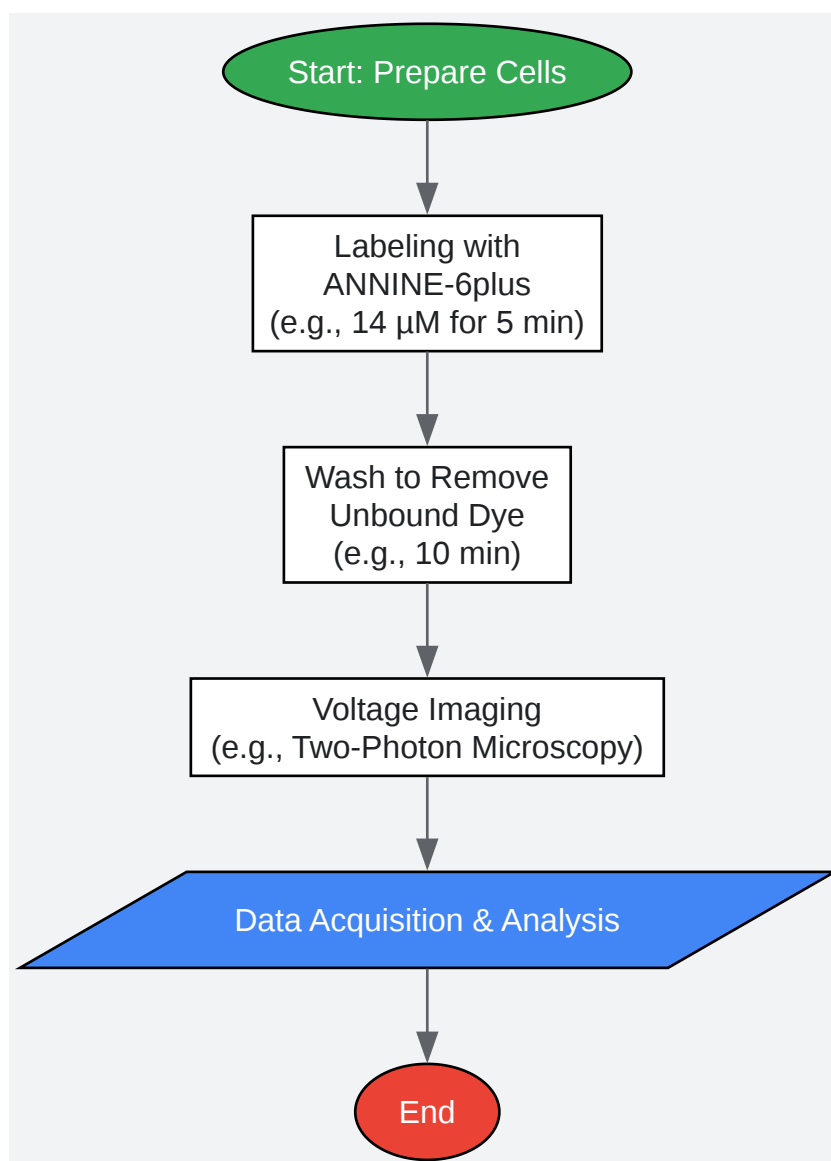 Start: Prepare Cells
Labeling with
ANNINE-6plus
(e.g., 14 µM for 5 min)
Wash to Remove
Unbound Dye
(e.g., 10 min)
Voltage Imaging
(e.g., Two-Photon Microscopy)
Data Acquisition & Analysis
End